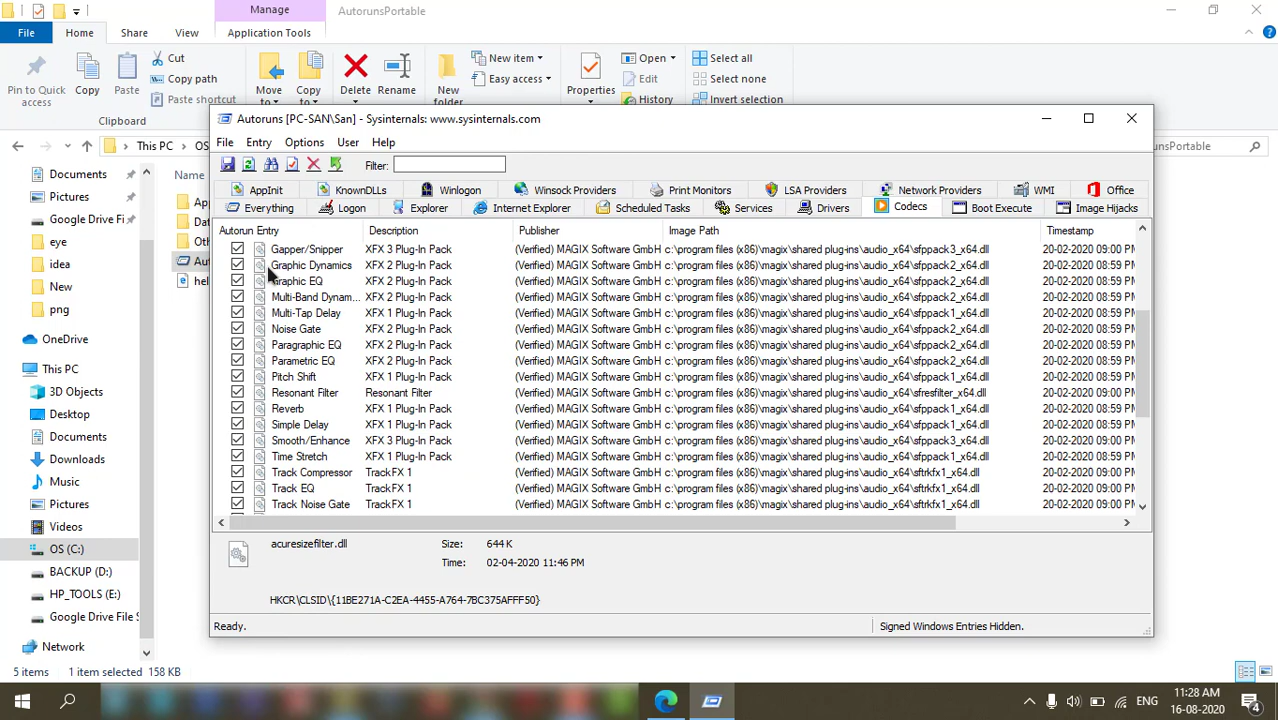 Manage
AutorunsPortable
File
Home
Share
View
Application Tools
Pin to Quick access
Copy
Paste
Cut
Copy path
Paste shortcut
Clipboard
Move to
Copy to
Delete
Rename
New folder
New item
Easy access
Properties
Open
Edit
History
Select all
Select none
Invert selection
This PC
OS
unsPortable
Documents
Pictures
Google Drive Fi
eye
idea
New
png
OneDrive
This PC
3D Objects
Desktop
Documents
Downloads
Music
Pictures
Videos
OS (C:)
BACKUP (D:)
HP_TOOLS (E:)
Google Drive File S
Network
Ap
Dat
Oth
Aut
hel
Autoruns [PC-SAN\San] - Sysinternals: www.sysinternals.com
File Entry Options User Help
Filter:
AppInit KnownDLLs Winlogon Winsock Providers Print Monitors LSA Providers Network Providers WMI Office
Everything Logon Explorer Internet Explorer Scheduled Tasks Services Drivers Codecs Boot Execute Image Hijacks
Autorun Entry Description Publisher Image Path Timestamp
Gapper/Snipper XFX 3 Plug-In Pack (Verified) MAGIX Software GmbH c:\program files (x86)\magix\shared plug-ins\audio_x64\sfppack3_x64.dll 20-02-2020 09:00 PM
Graphic Dynamics XFX 2 Plug-In Pack (Verified) MAGIX Software GmbH c:\program files (x86)\magix\shared plug-ins\audio_x64\sfppack2_x64.dll 20-02-2020 08:59 PM
Graphic EQ XFX 2 Plug-In Pack (Verified) MAGIX Software GmbH c:\program files (x86)\magix\shared plug-ins\audio_x64\sfppack2_x64.dll 20-02-2020 08:59 PM
Multi-Band Dynam... XFX 2 Plug-In Pack (Verified) MAGIX Software GmbH c:\program files (x86)\magix\shared plug-ins\audio_x64\sfppack2_x64.dll 20-02-2020 08:59 PM
Multi-Tap Delay XFX 1 Plug-In Pack (Verified) MAGIX Software GmbH c:\program files (x86)\magix\shared plug-ins\audio_x64\sfppack1_x64.dll 20-02-2020 08:59 PM
Noise Gate XFX 2 Plug-In Pack (Verified) MAGIX Software GmbH c:\program files (x86)\magix\shared plug-ins\audio_x64\sfppack2_x64.dll 20-02-2020 08:59 PM
Paragraphic EQ XFX 2 Plug-In Pack (Verified) MAGIX Software GmbH c:\program files (x86)\magix\shared plug-ins\audio_x64\sfppack2_x64.dll 20-02-2020 08:59 PM
Parametric EQ XFX 2 Plug-In Pack (Verified) MAGIX Software GmbH c:\program files (x86)\magix\shared plug-ins\audio_x64\sfppack2_x64.dll 20-02-2020 08:59 PM
Pitch Shift XFX 1 Plug-In Pack (Verified) MAGIX Software GmbH c:\program files (x86)\magix\shared plug-ins\audio_x64\sfppack1_x64.dll 20-02-2020 08:59 PM
Resonant Filter Resonant Filter (Verified) MAGIX Software GmbH c:\program files (x86)\magix\shared plug-ins\audio_x64\sfresfilter_x64.dll 20-02-2020 09:00 PM
Reverb XFX 1 Plug-In Pack (Verified) MAGIX Software GmbH c:\program files (x86)\magix\shared plug-ins\audio_x64\sfppack1_x64.dll 20-02-2020 08:59 PM
Simple Delay XFX 1 Plug-In Pack (Verified) MAGIX Software GmbH c:\program files (x86)\magix\shared plug-ins\audio_x64\sfppack1_x64.dll 20-02-2020 08:59 PM
Smooth/Enhance XFX 3 Plug-In Pack (Verified) MAGIX Software GmbH c:\program files (x86)\magix\shared plug-ins\audio_x64\sfppack3_x64.dll 20-02-2020 09:00 PM
Time Stretch XFX 1 Plug-In Pack (Verified) MAGIX Software GmbH c:\program files (x86)\magix\shared plug-ins\audio_x64\sfppack1_x64.dll 20-02-2020 08:59 PM
Track Compressor TrackFX 1 (Verified) MAGIX Software GmbH c:\program files (x86)\magix\shared plug-ins\audio_x64\sftrkfx1_x64.dll 20-02-2020 09:00 PM
Track EQ TrackFX 1 (Verified) MAGIX Software GmbH c:\program files (x86)\magix\shared plug-ins\audio_x64\sftrkfx1_x64.dll 20-02-2020 09:00 PM
Track Noise Gate TrackFX 1 (Verified) MAGIX Software GmbH c:\program files (x86)\magix\shared plug-ins\audio_x64\sftrkfx1_x64.dll 20-02-2020 09:00 PM
acuresizefilter.dll Size: 644 K
Time: 02-04-2020 11:46 PM
HKCR\CLSID\{11BE271A-C2EA-4455-A764-7BC375AFFF50}
Ready. Signed Windows Entries Hidden.
5 items 1 item selected 158 KB
ENG
11:28 AM
16-08-2020
4